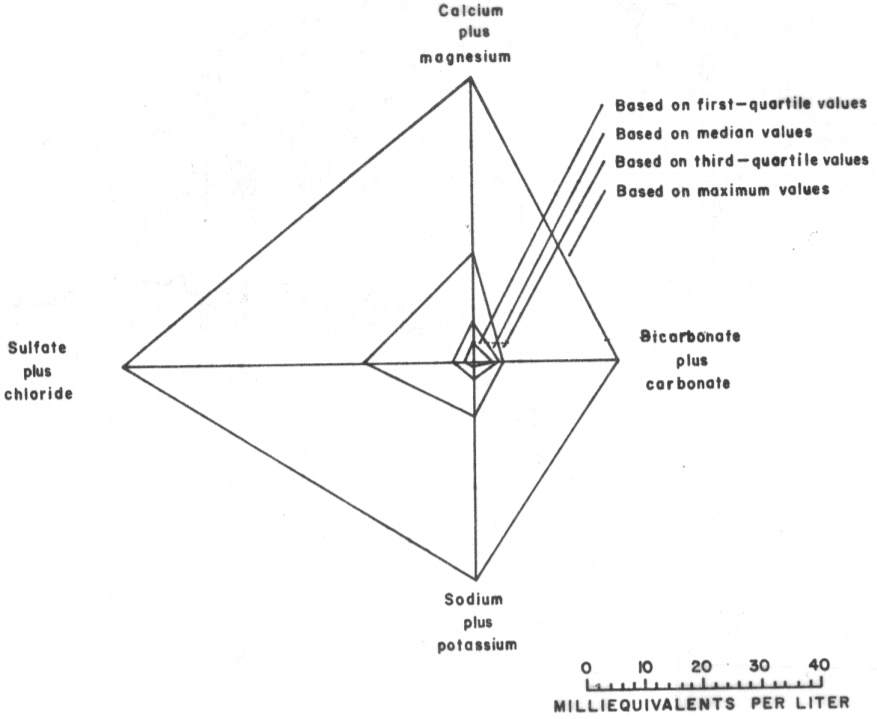 Calcium
plus
magnesium
Based on first-quartile values
Based on median values
Based on third-quartile values
Based on maximum values
Sulfate
plus
chloride
Bicarbonate
plus
carbonate
Sodium
plus
potassium
0 10 20 30 40
MILLIEQUIVALENTS PER LITER